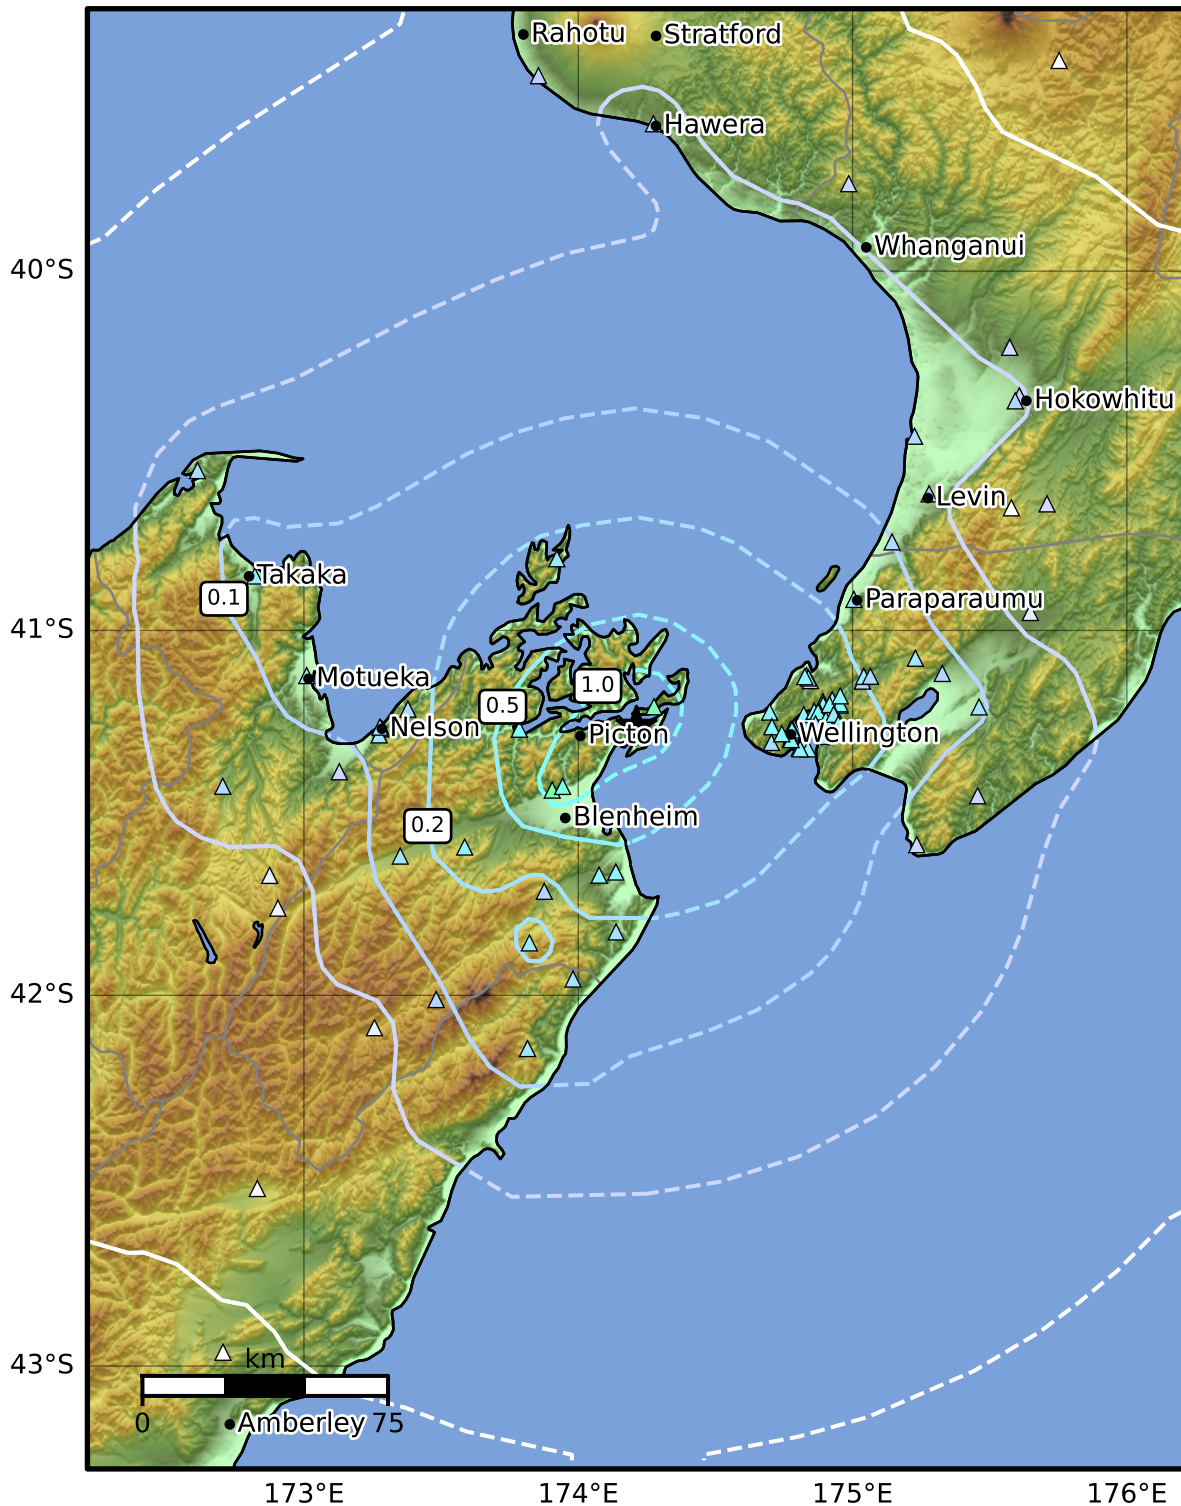 Rahotu
Stratford
Hawera
Whanganui
40°S
Hokowhitu
Levin
Takaka
0.1
Paraparaumu
41°S
Motueka
1.0
0.5
Nelson
Picton
Wellington
Blenheim
0.2
42°S
km
43°S
0
75
Amberley
173°E
174°E
175°E
176°E